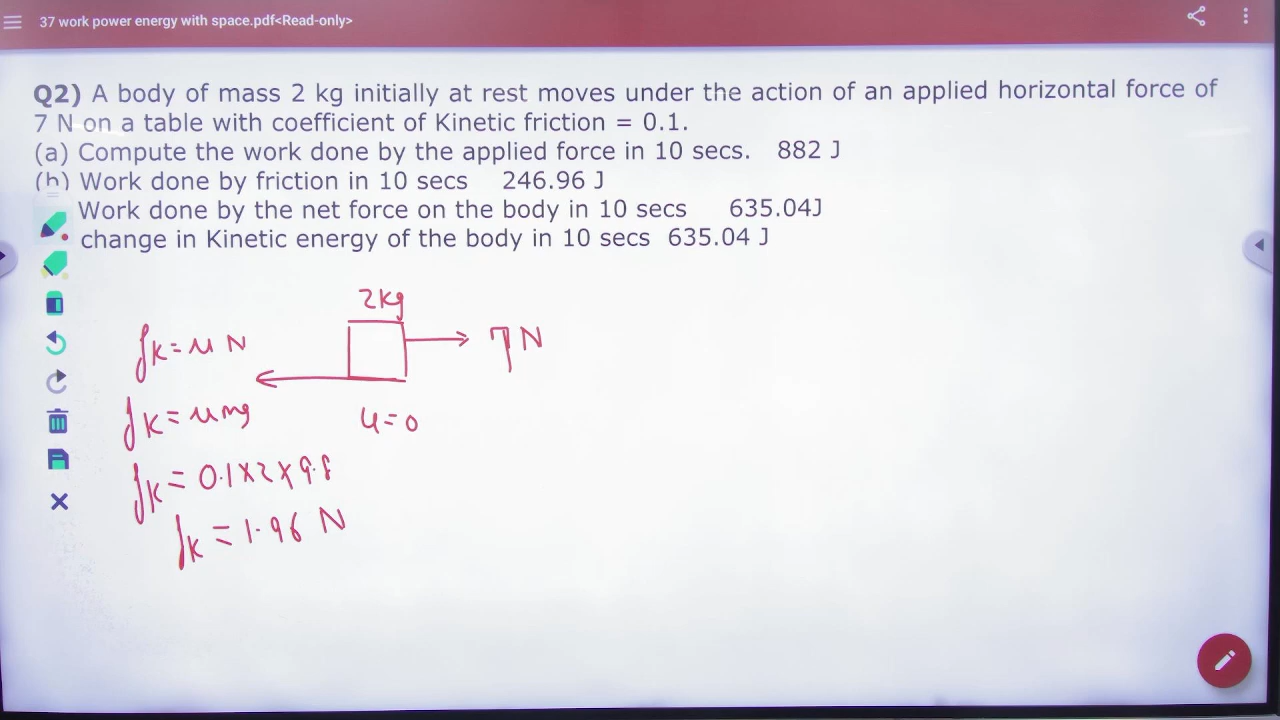 37 work power energy with space.pdf<Read-only>
Q2) A body of mass 2 kg initially at rest moves under the action of an applied horizontal force of
7 N on a table with coefficient of Kinetic friction = 0.1.
(a) Compute the work done by the applied force in 10 secs. 882 J
(b) Work done by friction in 10 secs 246.96 J
Work done by the net force on the body in 10 secs 635.04J
change in Kinetic energy of the body in 10 secs 635.04 J
2kg
7 N
fK = μ N
fK = μmg
u=0
fK = 0.1×2×9.8
fK = 1.96 N